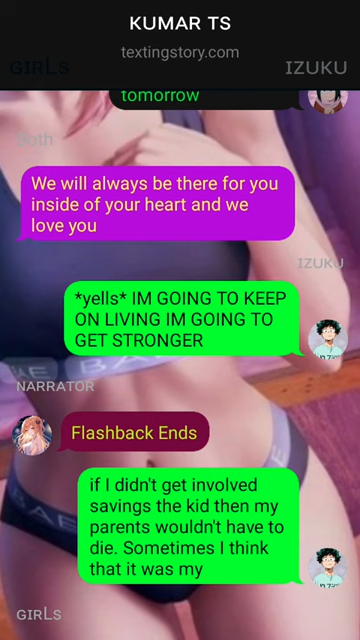 KUMAR TS
textingstory.com
GIRLS
IZUKU
tomorrow
Both
We will always be there for you
inside of your heart and we
love you
IZUKU
*yells* IM GOING TO KEEP
ON LIVING IM GOING TO
GET STRONGER
NARRATOR
Flashback Ends
if I didn't get involved
savings the kid then my
parents wouldn't have to
die. Sometimes I think
that it was my
GIRLS